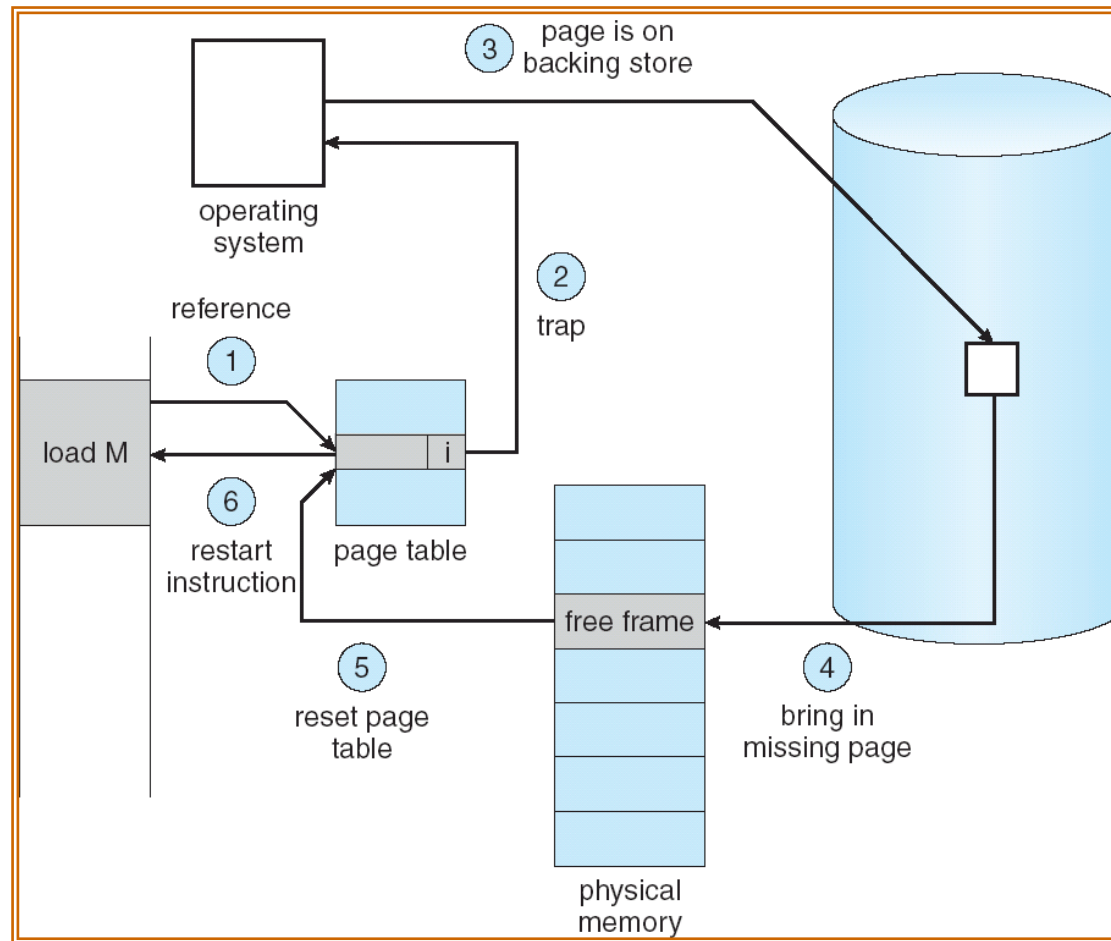 3
page is on
backing store
operating
system
2
trap
reference
1
load M
i
6
restart
instruction
page table
free frame
5
reset page
table
4
bring in
missing page
physical
memory